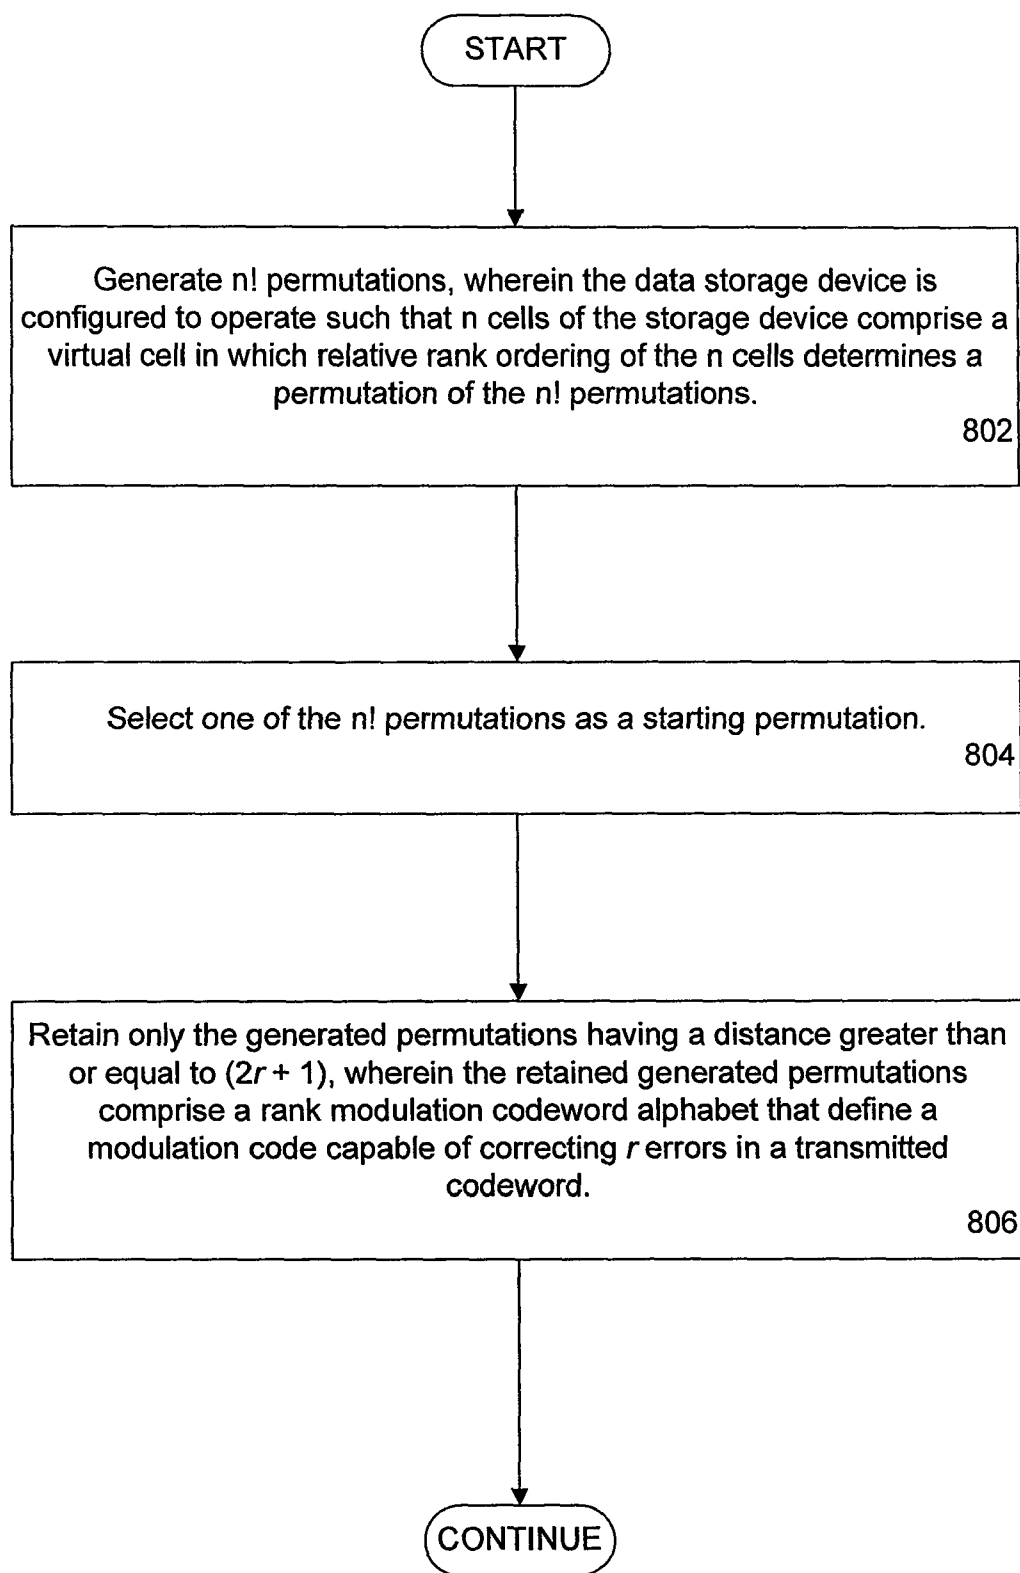 START
Generate n! permutations, wherein the data storage device is
configured to operate such that n cells of the storage device comprise a
virtual cell in which relative rank ordering of the n cells determines a
permutation of the n! permutations.
802
Select one of the n! permutations as a starting permutation.
804
Retain only the generated permutations having a distance greater than
or equal to (2r + 1), wherein the retained generated permutations
comprise a rank modulation codeword alphabet that define a
modulation code capable of correcting r errors in a transmitted
codeword.
806
CONTINUE